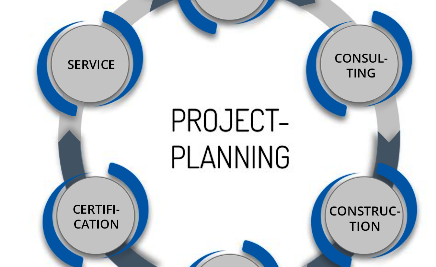 SERVICE
CONSUL-
TING
PROJECT-
PLANNING
CERTIFI-
CATION
CONSTRUC-
TION